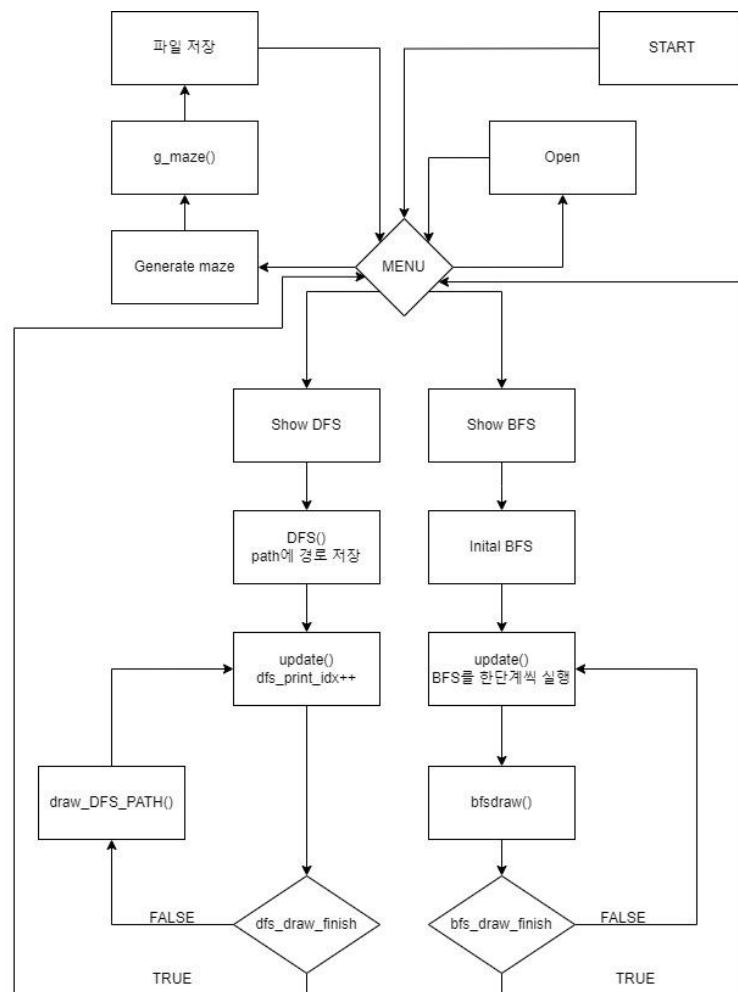 파일 저장
START
g_maze()
Open
Generate maze
MENU
Show DFS
Show BFS
DFS()
path에 경로 저장
Inital BFS
update()
dfs_print_idx++
update()
BFS를 한단계씩 실행
draw_DFS_PATH()
bfsdraw()
FALSE
dfs_draw_finish
bfs_draw_finish
FALSE
TRUE
TRUE